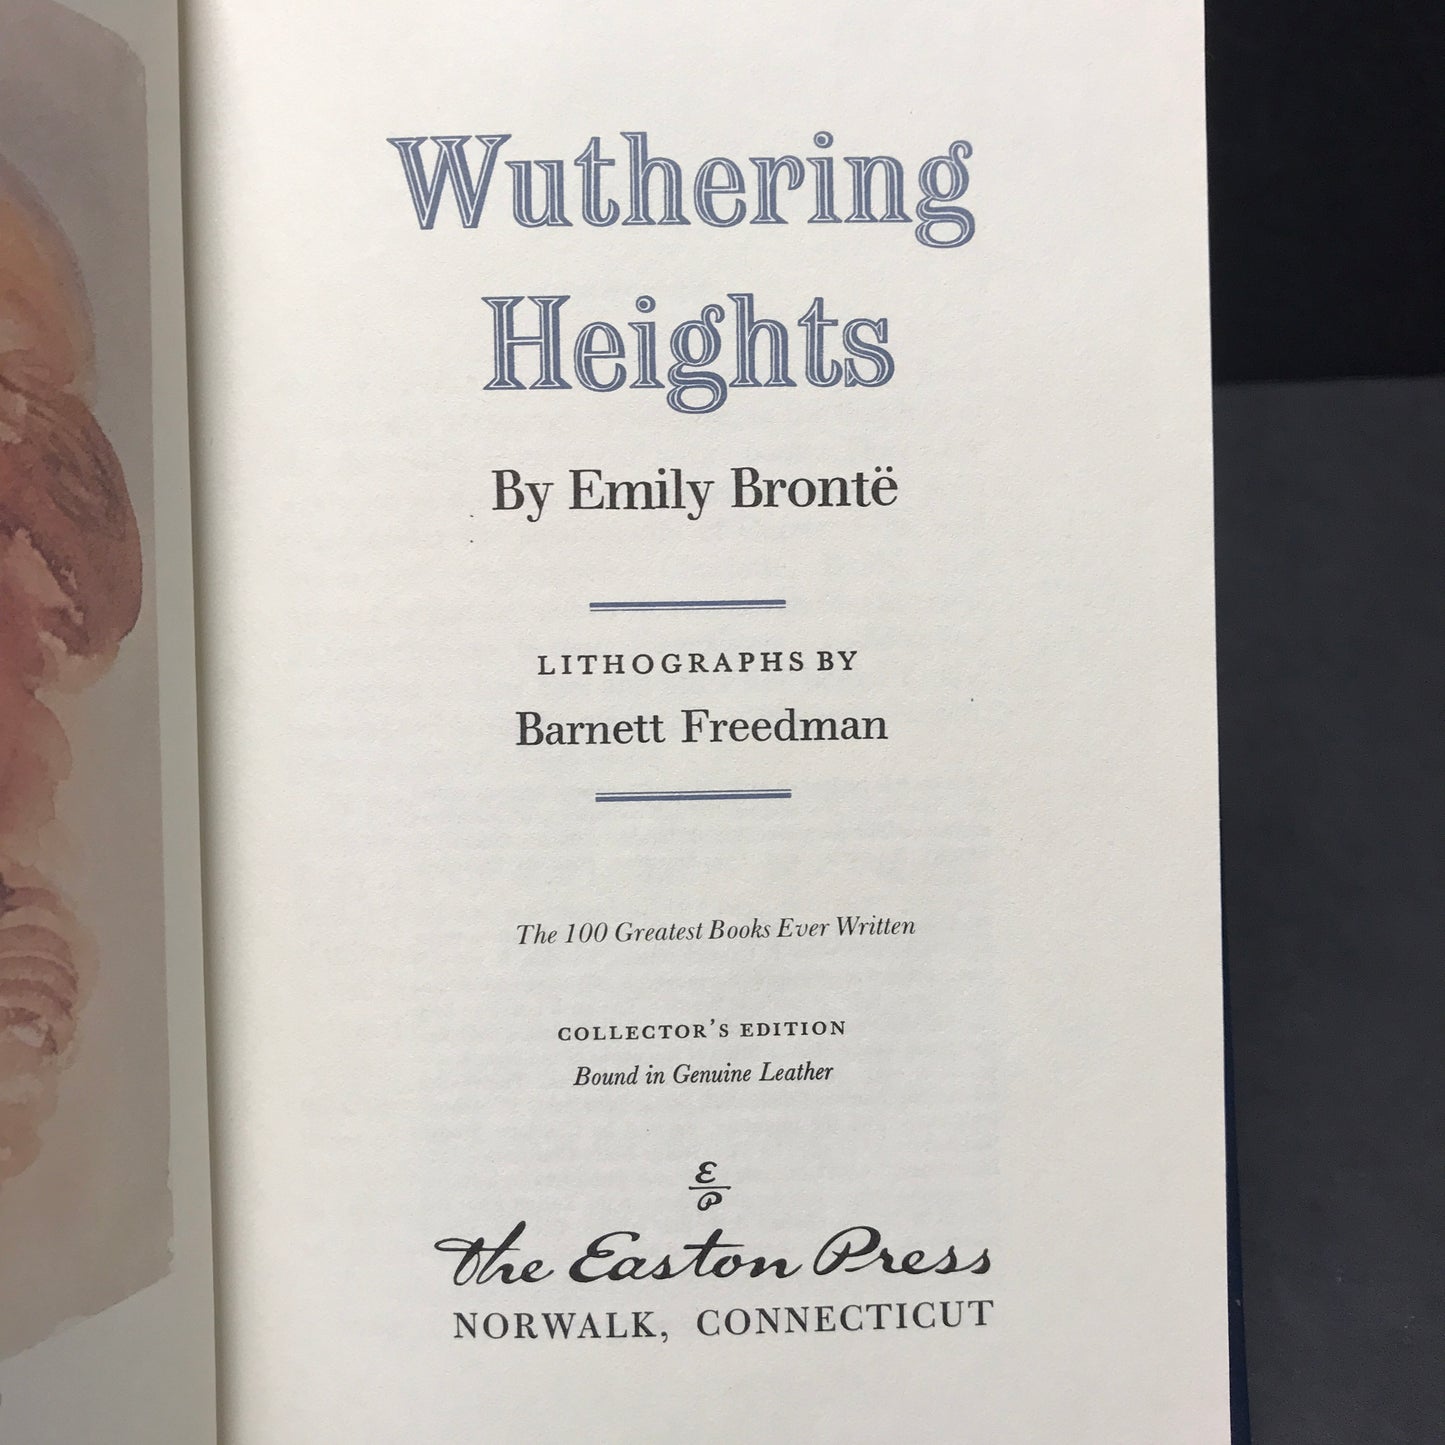 Wuthering
Heights
By Emily Brontë
LITHOGRAPHS BY
Barnett Freedman
The 100 Greatest Books Ever Written
COLLECTOR'S EDITION
Bound in Genuine Leather
E
P
The Easton Press
NORWALK, CONNECTICUT